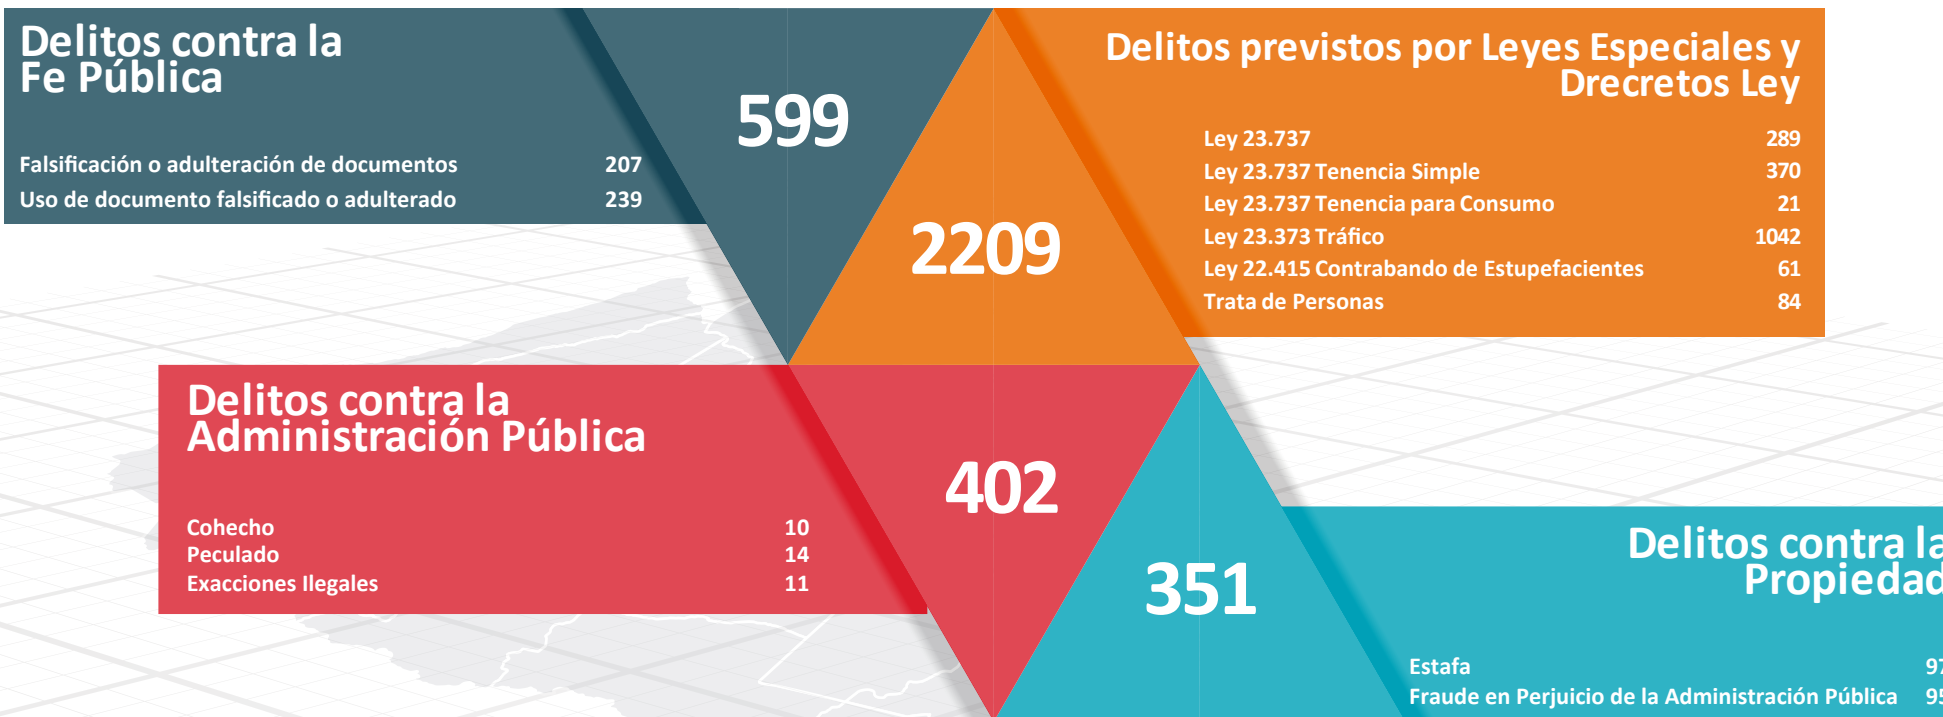 Delitos contra la
Fe Pública
Falsificación o adulteración de documentos 207
Uso de documento falsificado o adulterado 239
599
Delitos previstos por Leyes Especiales y
Drecretos Ley
Ley 23.737 289
Ley 23.737 Tenencia Simple 370
Ley 23.737 Tenencia para Consumo 21
Ley 23.373 Tráfico 1042
Ley 22.415 Contrabando de Estupefacientes 61
Trata de Personas 84
2209
Delitos contra la
Administración Pública
Cohecho 10
Peculado 14
Exacciones Ilegales 11
402
351
Delitos contra la
Propiedad
Estafa 97
Fraude en Perjuicio de la Administración Pública 95